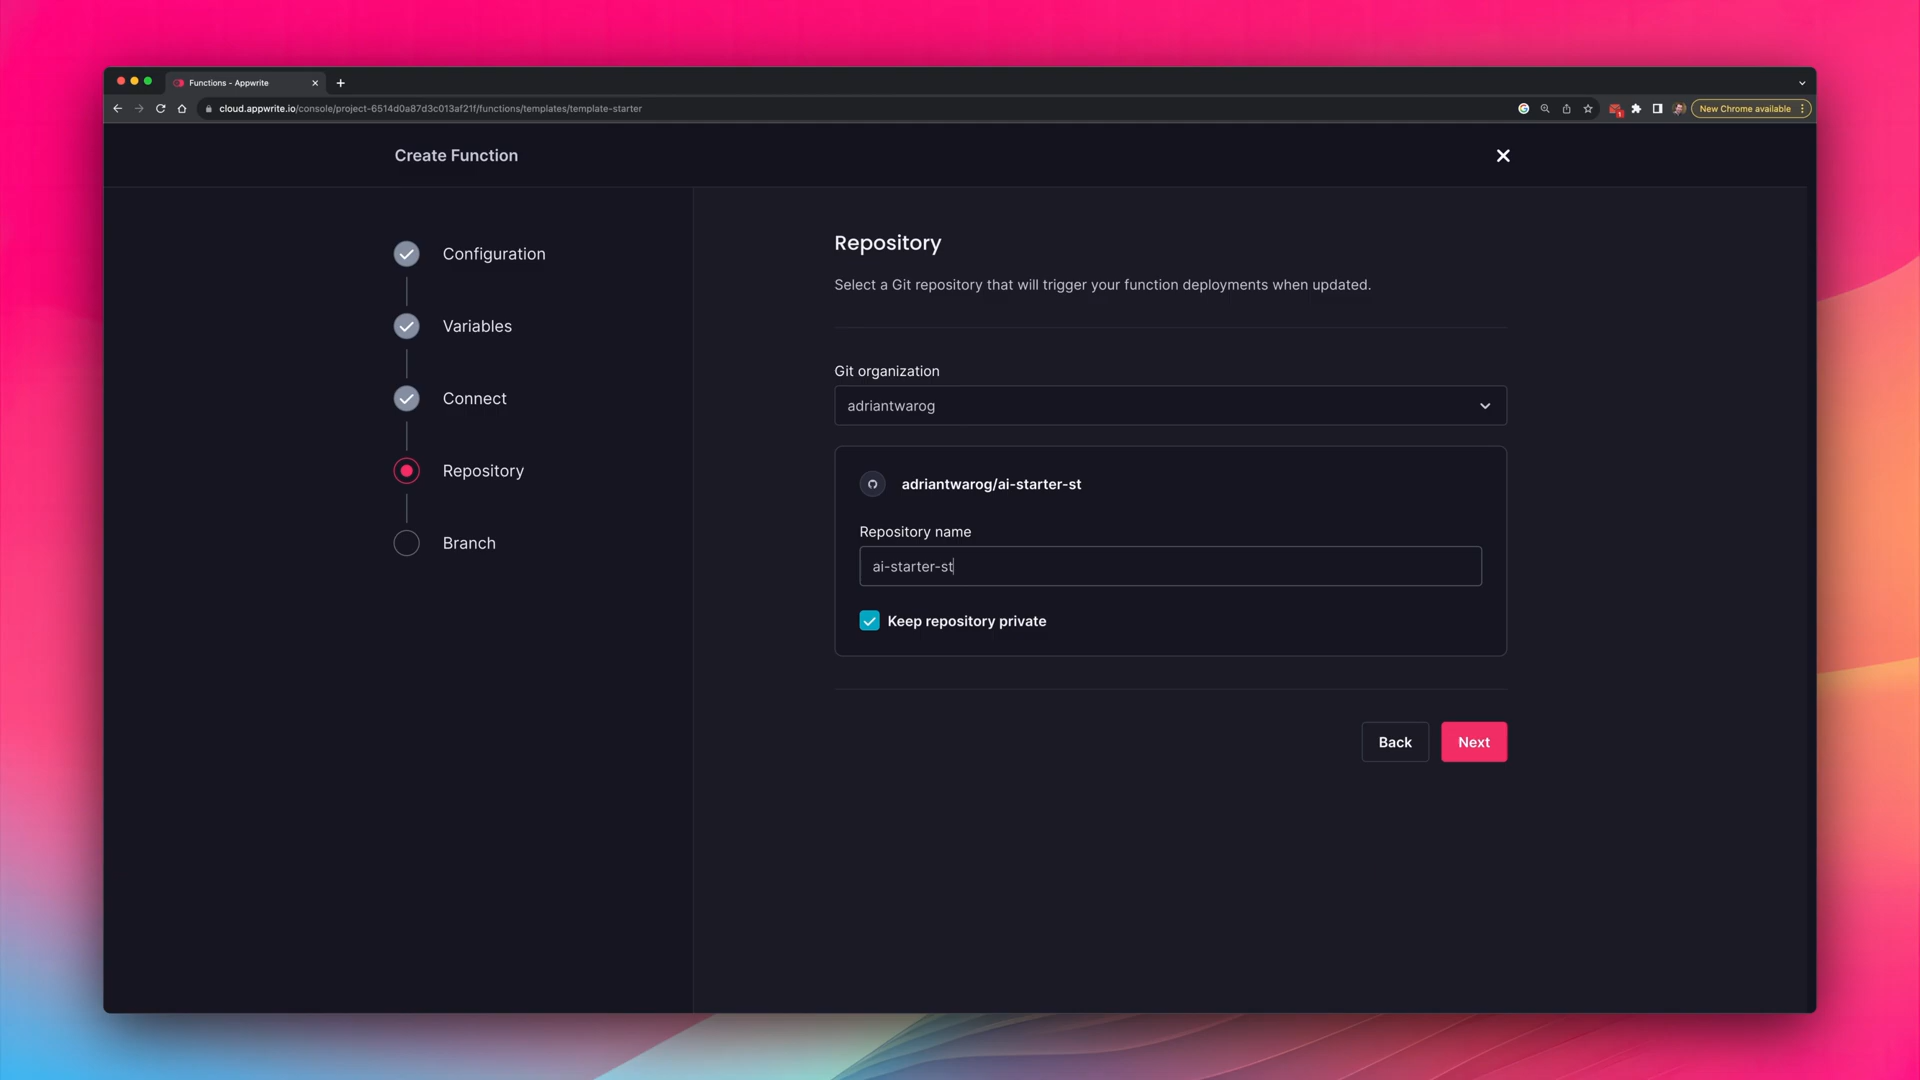 Functions - Appwrite
cloud.appwrite.io/console/project-6514d0a87d3c013af21f/functions/templates/template-starter
1
New Chrome available
Create Function
Configuration
Variables
Connect
Repository
Branch
Repository
Select a Git repository that will trigger your function deployments when updated.
Git organization
adriantwarog
adriantwarog/ai-starter-st
Repository name
ai-starter-st
Keep repository private
Back
Next